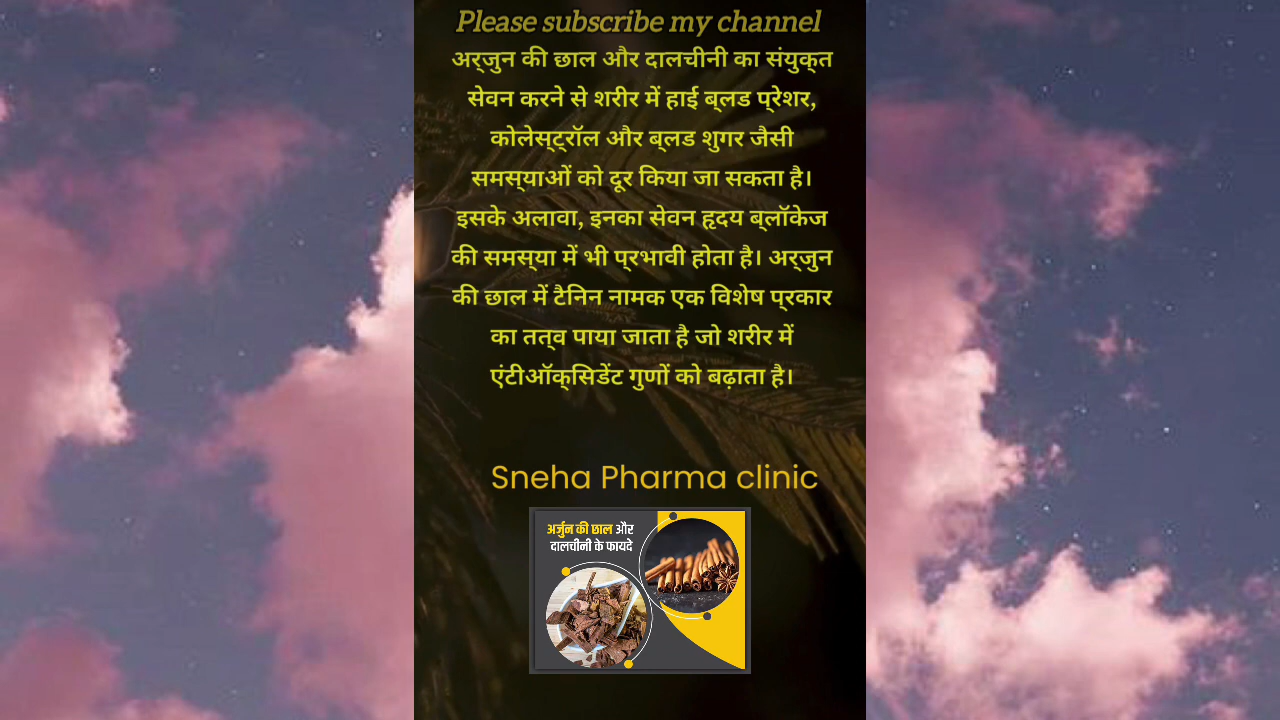 Please subscribe my channel
अर्जुन की छाल और दालचीनी का संयुक्त
सेवन करने से शरीर में हाई ब्लड प्रेशर,
कोलेस्ट्रॉल और ब्लड शुगर जैसी
समस्याओं को दूर किया जा सकता है।
इसके अलावा, इनका सेवन हृदय ब्लॉकेज
की समस्या में भी प्रभावी होता है। अर्जुन
की छाल में टैनिन नामक एक विशेष प्रकार
का तत्व पाया जाता है जो शरीर में
एंटीऑक्सिडेंट गुणों को बढ़ाता है।
Sneha Pharma clinic
अर्जुन की छाल और
दालचीनी के फायदे